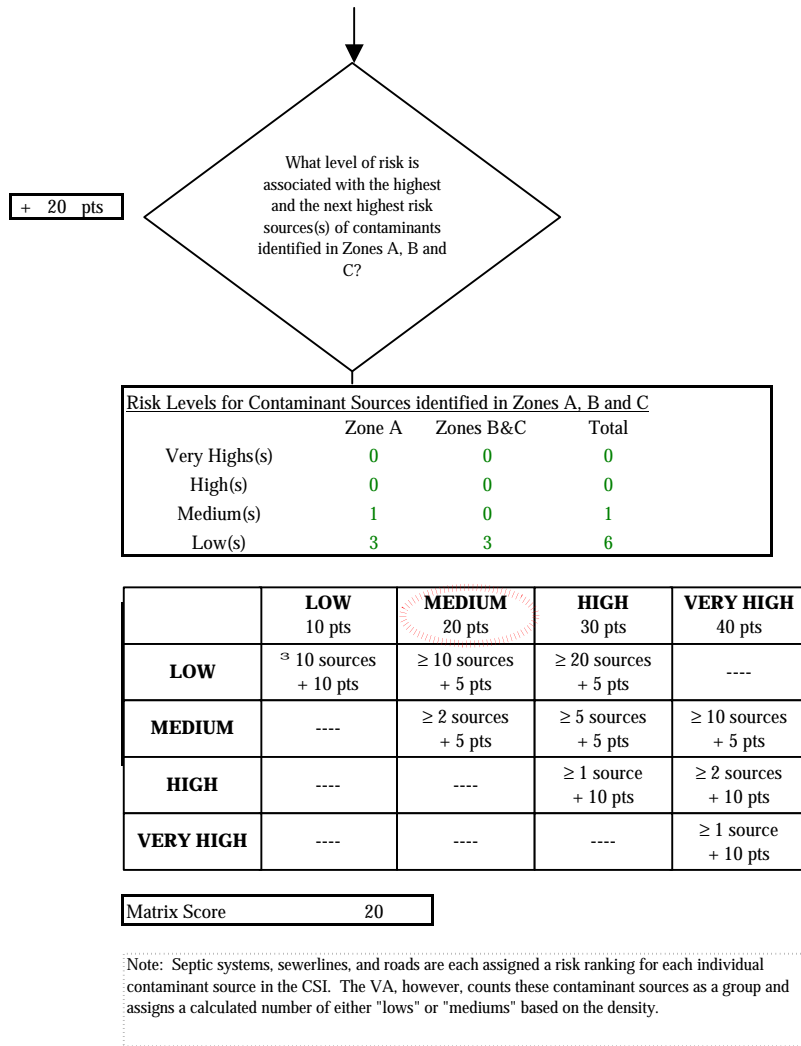 What level of risk is
associated with the highest
and the next highest risk
sources(s) of contaminants
identified in Zones A, B and
C?
+ 20 pts
Risk Levels for Contaminant Sources identified in Zones A, B and C
Zone A Zones B&C Total
Very Highs(s) 0 0 0
High(s) 0 0 0
Medium(s) 1 0 1
Low(s) 3 3 6
LOW MEDIUM HIGH VERY HIGH
10 pts 20 pts 30 pts 40 pts
LOW ³ 10 sources ≥ 10 sources ≥ 20 sources ----
+ 10 pts + 5 pts + 5 pts
MEDIUM ---- ≥ 2 sources ≥ 5 sources ≥ 10 sources
+ 5 pts + 5 pts + 5 pts
HIGH ---- ---- ≥ 1 source ≥ 2 sources
+ 10 pts + 10 pts
VERY HIGH ---- ---- ---- ≥ 1 source
+ 10 pts
Matrix Score 20
Note: Septic systems, sewerlines, and roads are each assigned a risk ranking for each individual
contaminant source in the CSI. The VA, however, counts these contaminant sources as a group and
assigns a calculated number of either "lows" or "mediums" based on the density.